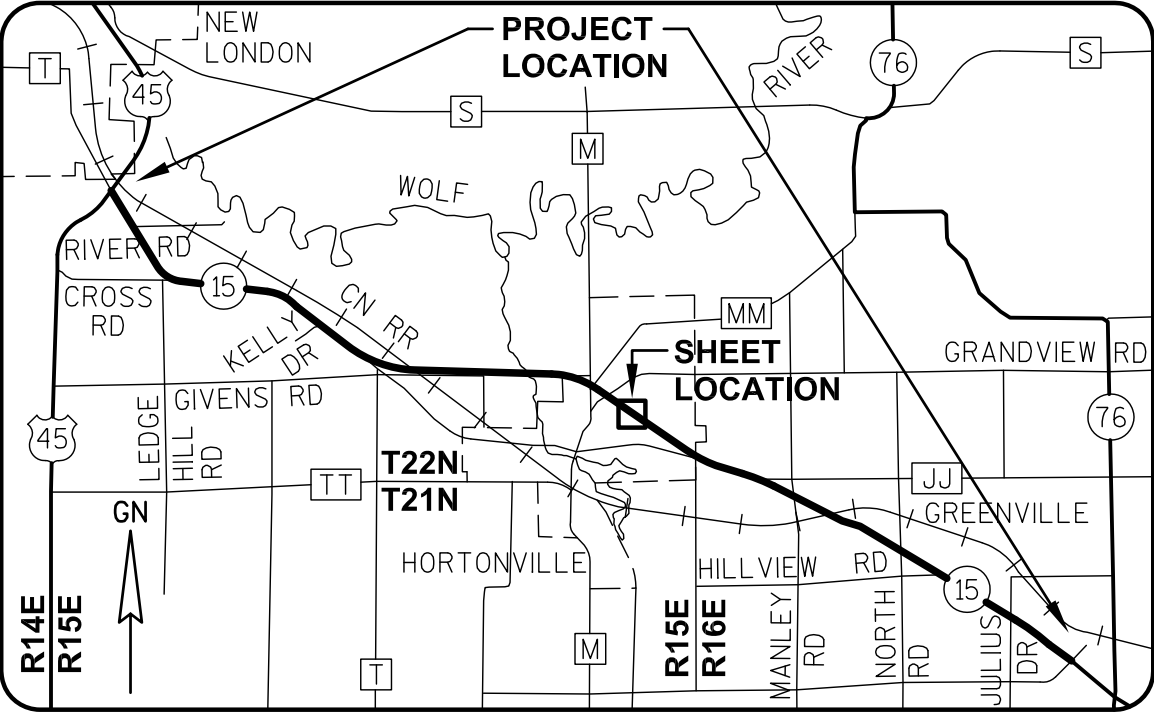 NEW
LONDON
PROJECT
LOCATION
T
45
S
76
S
RIVER
M
WOLF
RIVER RD
15
CROSS
RD
KELLY
DR
CN RR
MM
SHEET
LOCATION
GRANDVIEW RD
GIVENS RD
45
LEDGE
HILL
RD
76
T22N
T21N
TT
JJ
GN
GREENVILLE
HORTONVILLE
HILLVIEW RD
15
R14E
R15E
R15E
R16E
MANLEY
RD
NORTH
RD
JULIUS
DR
T
M